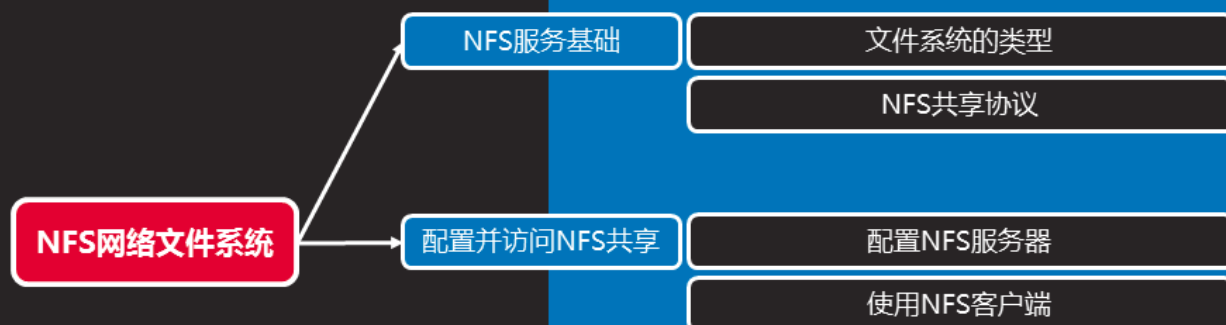 NFS服务基础
文件系统的类型
NFS共享协议
NFS网络文件系统
配置并访问NFS共享
配置NFS服务器
使用NFS客户端